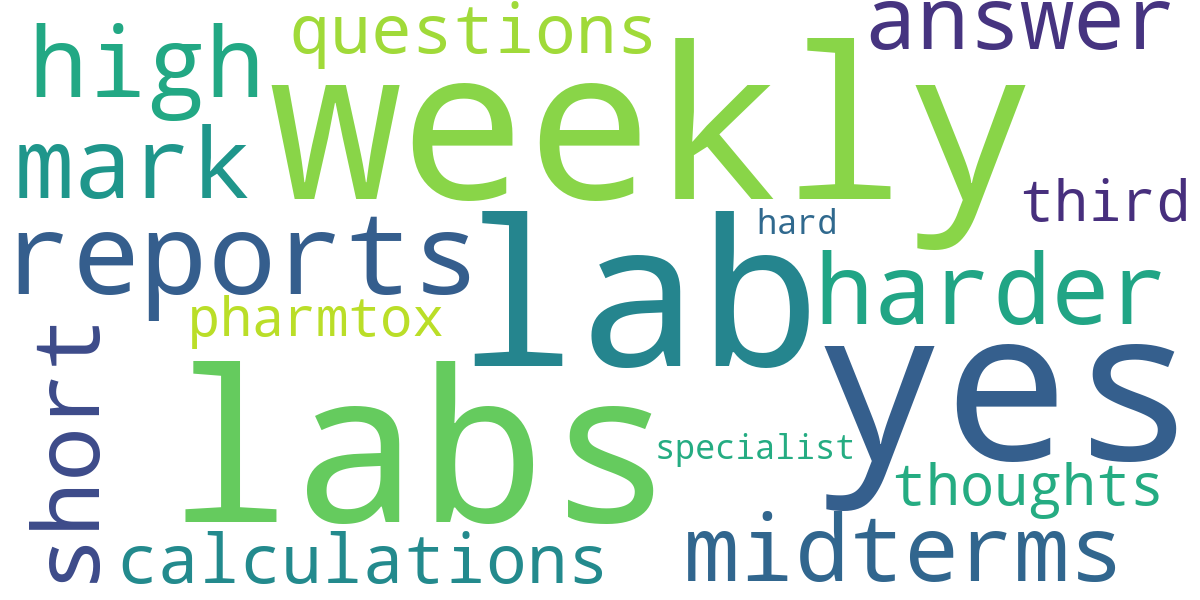 questions
answer
high
weekly
mark
third
reports
lab
hard
harder
pharmtox
yes
short
labs
specialist
thoughts
calculations
midterms